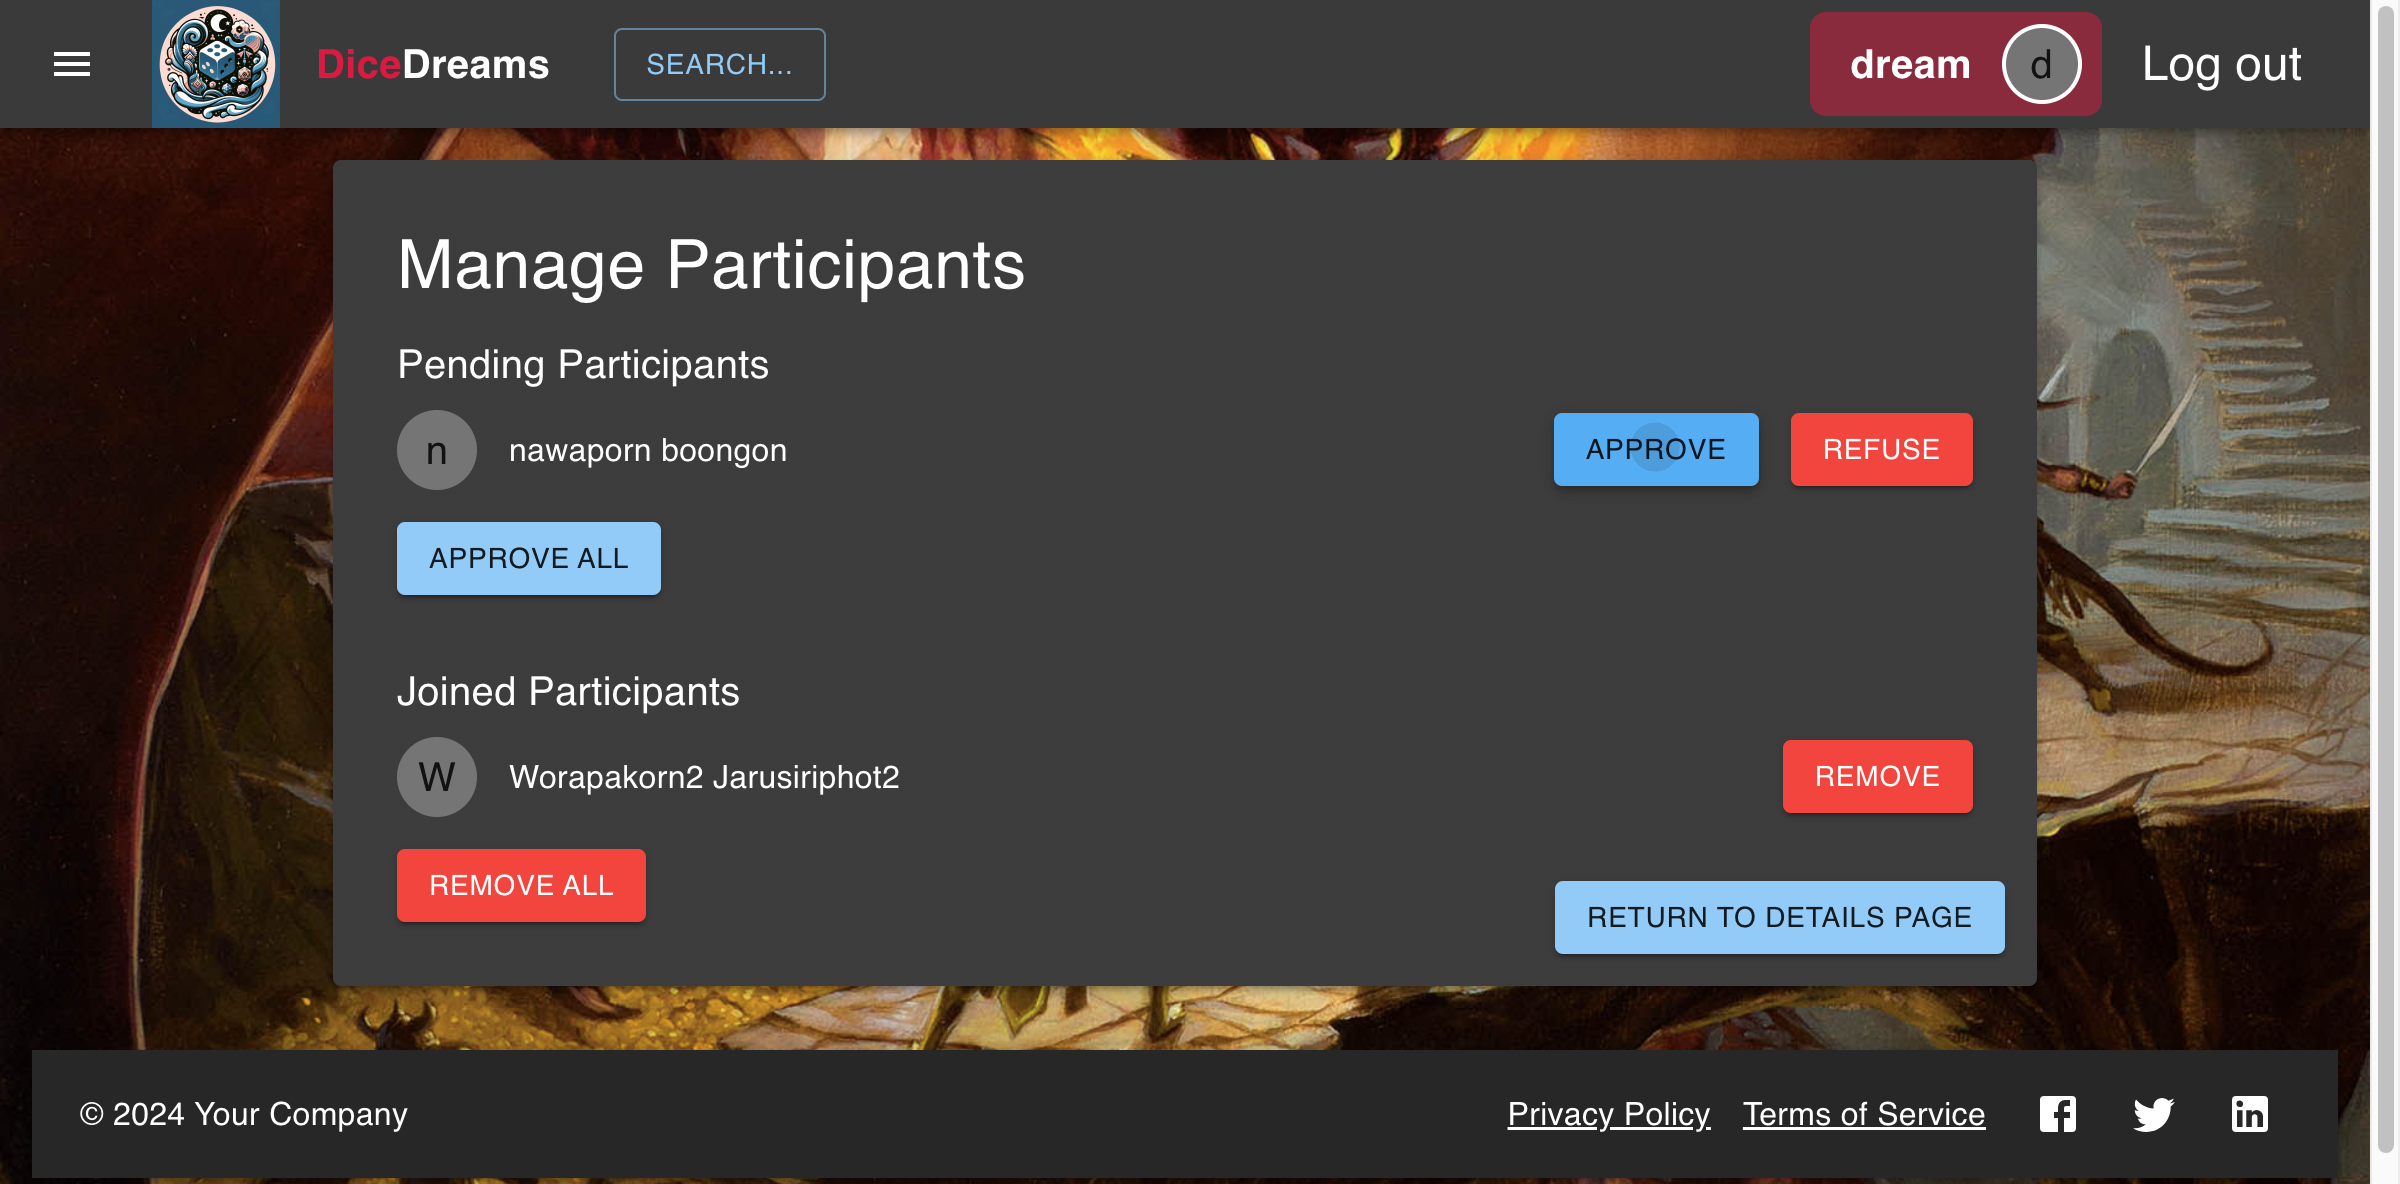 DiceDreams
SEARCH...
dream
d
Log out
Manage Participants
Pending Participants
n
nawaporn boongon
APPROVE
REFUSE
APPROVE ALL
Joined Participants
W
Worapakorn2 Jarusiriphot2
REMOVE
REMOVE ALL
RETURN TO DETAILS PAGE
© 2024 Your Company
Privacy Policy
Terms of Service